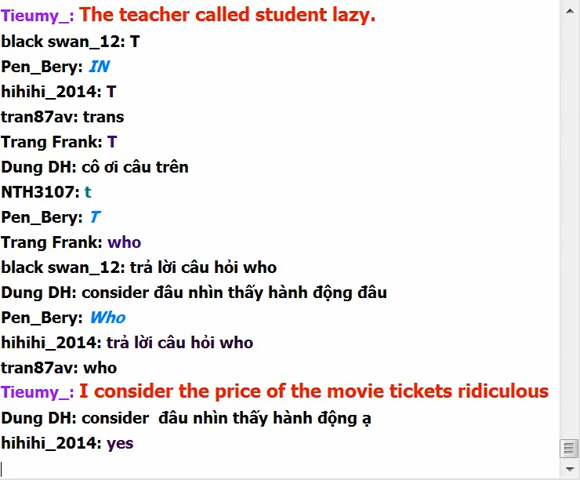 Tieumy_: The teacher called student lazy.
black swan_12: T
Pen_Bery: IN
hihihi_2014: T
tran87av: trans
Trang Frank: T
Dung DH: cô ơi câu trên
NTH3107: t
Pen_Bery: T
Trang Frank: who
black swan_12: trả lời câu hỏi who
Dung DH: consider đâu nhìn thấy hành động đâu
Pen_Bery: Who
hihihi_2014: trả lời câu hỏi who
tran87av: who
Tieumy_: I consider the price of the movie tickets ridiculous
Dung DH: consider  đâu nhìn thấy hành động ạ
hihihi_2014: yes